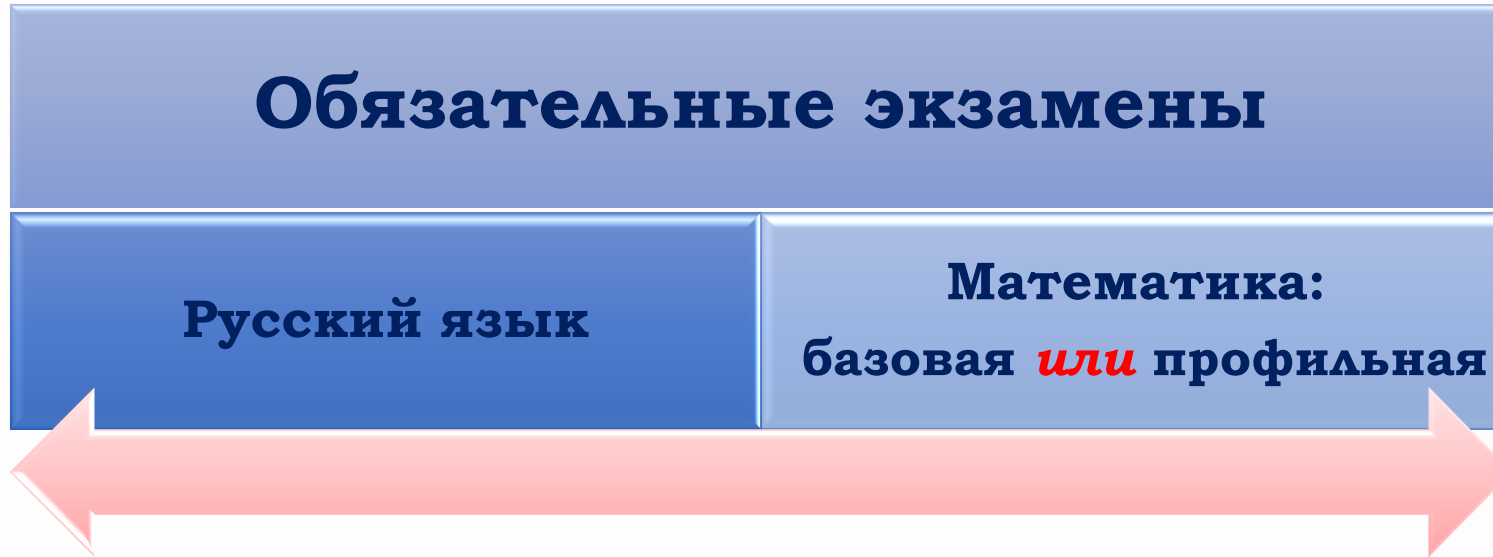 Обязательные экзамены
Русский язык
Математика:
базовая или профильная